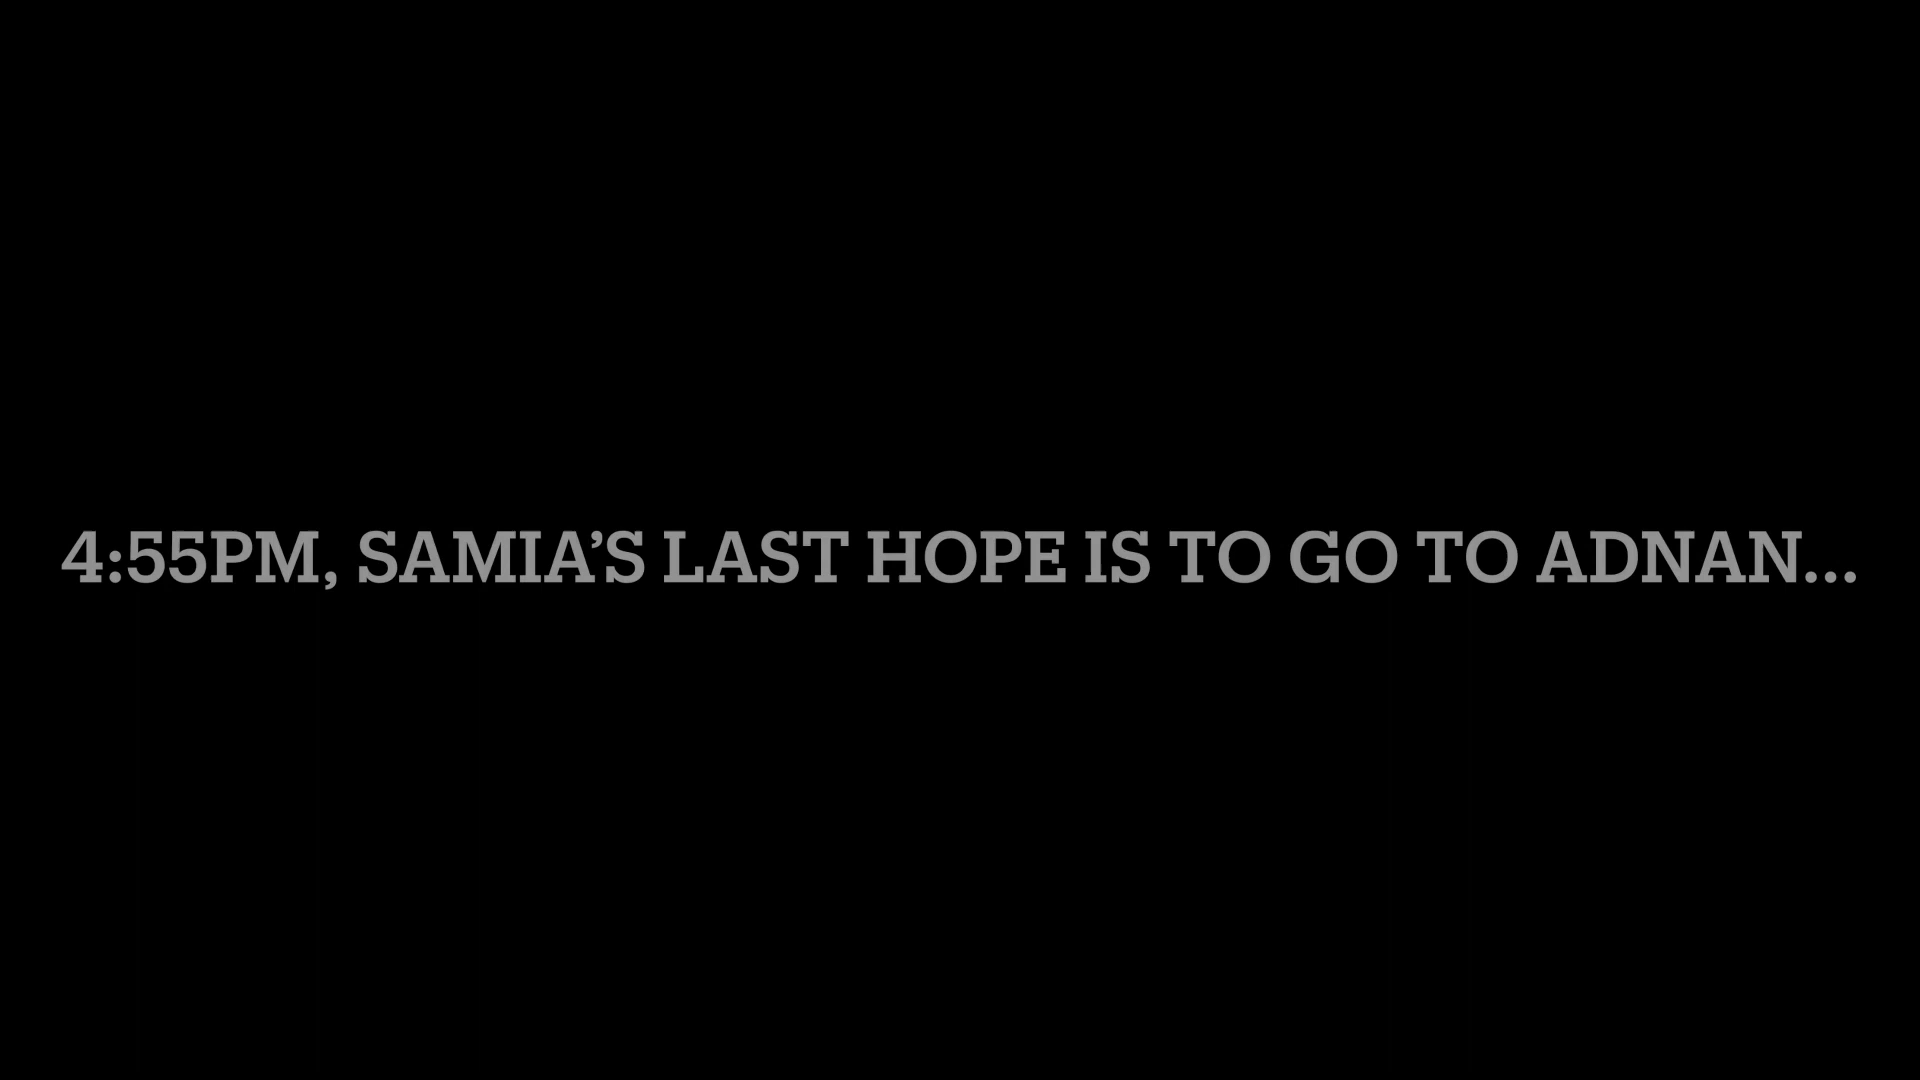 4:55PM, SAMIA’S LAST HOPE IS TO GO TO ADNAN...